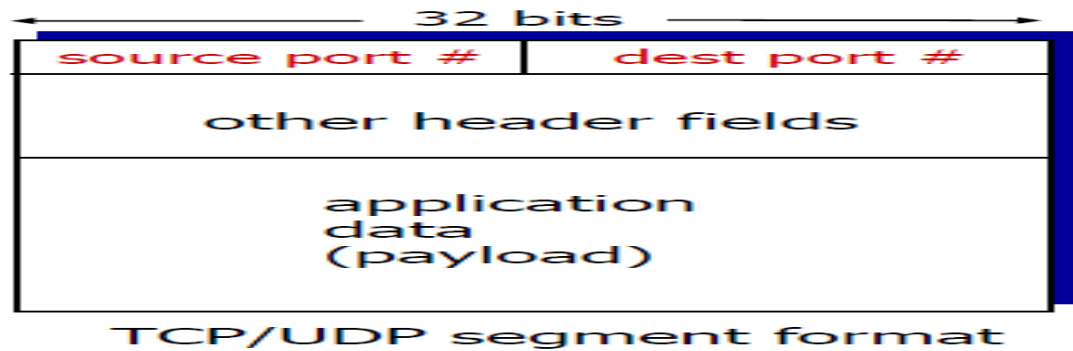 32 bits
source port # dest port #
other header fields
application
data
(payload)
TCP/UDP segment format